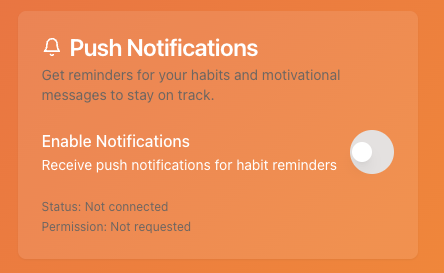 Push Notifications
Get reminders for your habits and motivational
messages to stay on track.
Enable Notifications
Receive push notifications for habit reminders
Status: Not connected
Permission: Not requested